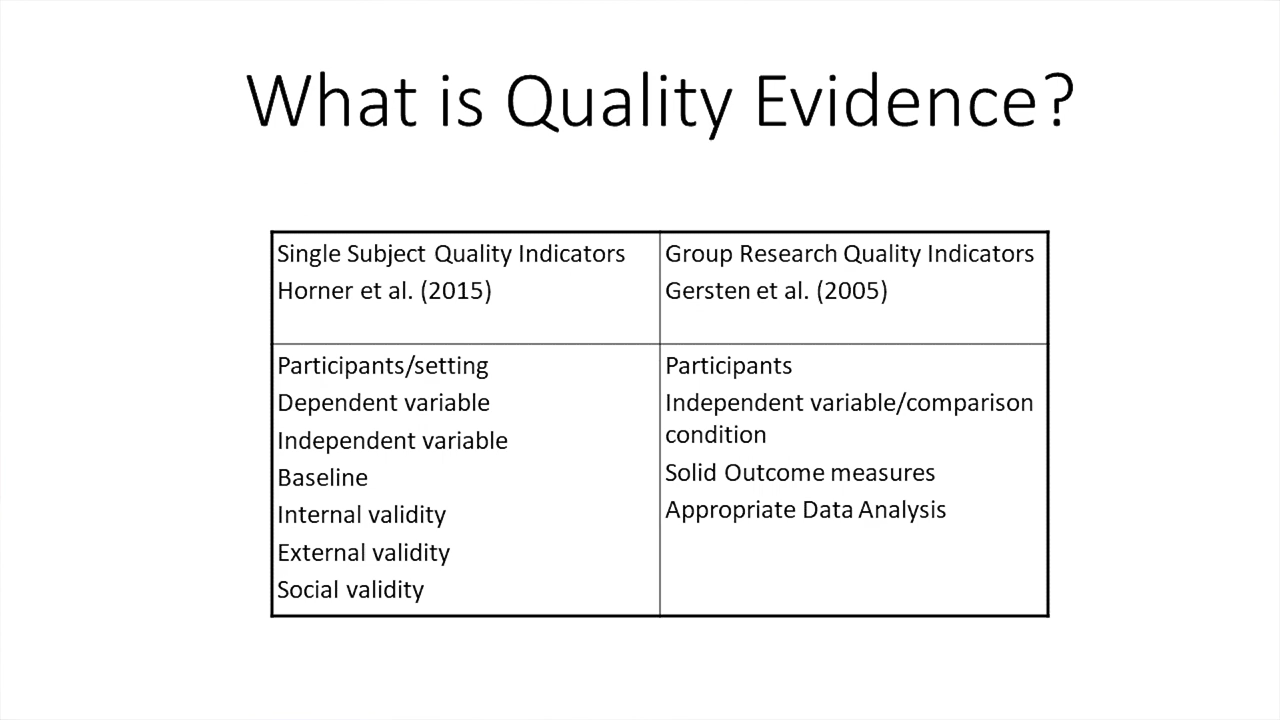 What is Quality Evidence?
Single Subject Quality Indicators
Horner et al. (2015)
Group Research Quality Indicators
Gersten et al. (2005)
Participants/setting
Dependent variable
Independent variable
Baseline
Internal validity
External validity
Social validity
Participants
Independent variable/comparison
condition
Solid Outcome measures
Appropriate Data Analysis